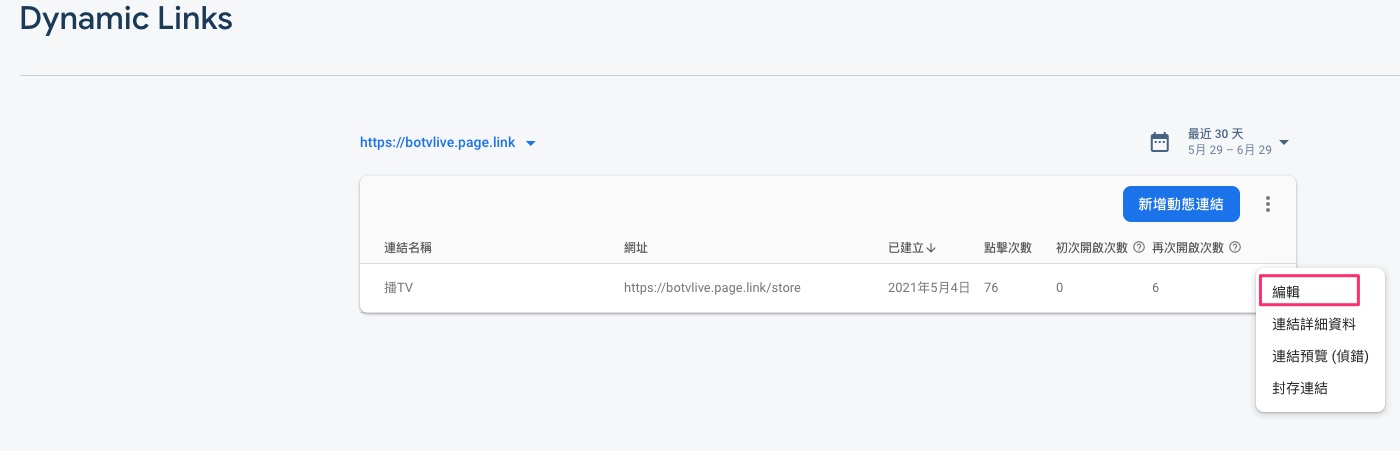 Dynamic Links
https://botvlive.page.link
最近 30 天
5月 29 – 6月 29
新增動態連結
連結名稱 網址 已建立↓ 點擊次數 初次開啟次數 再次開啟次數
播TV https://botvlive.page.link/store 2021年5月4日 76 0 6
編輯
連結詳細資料
連結預覽 (偵錯)
封存連結